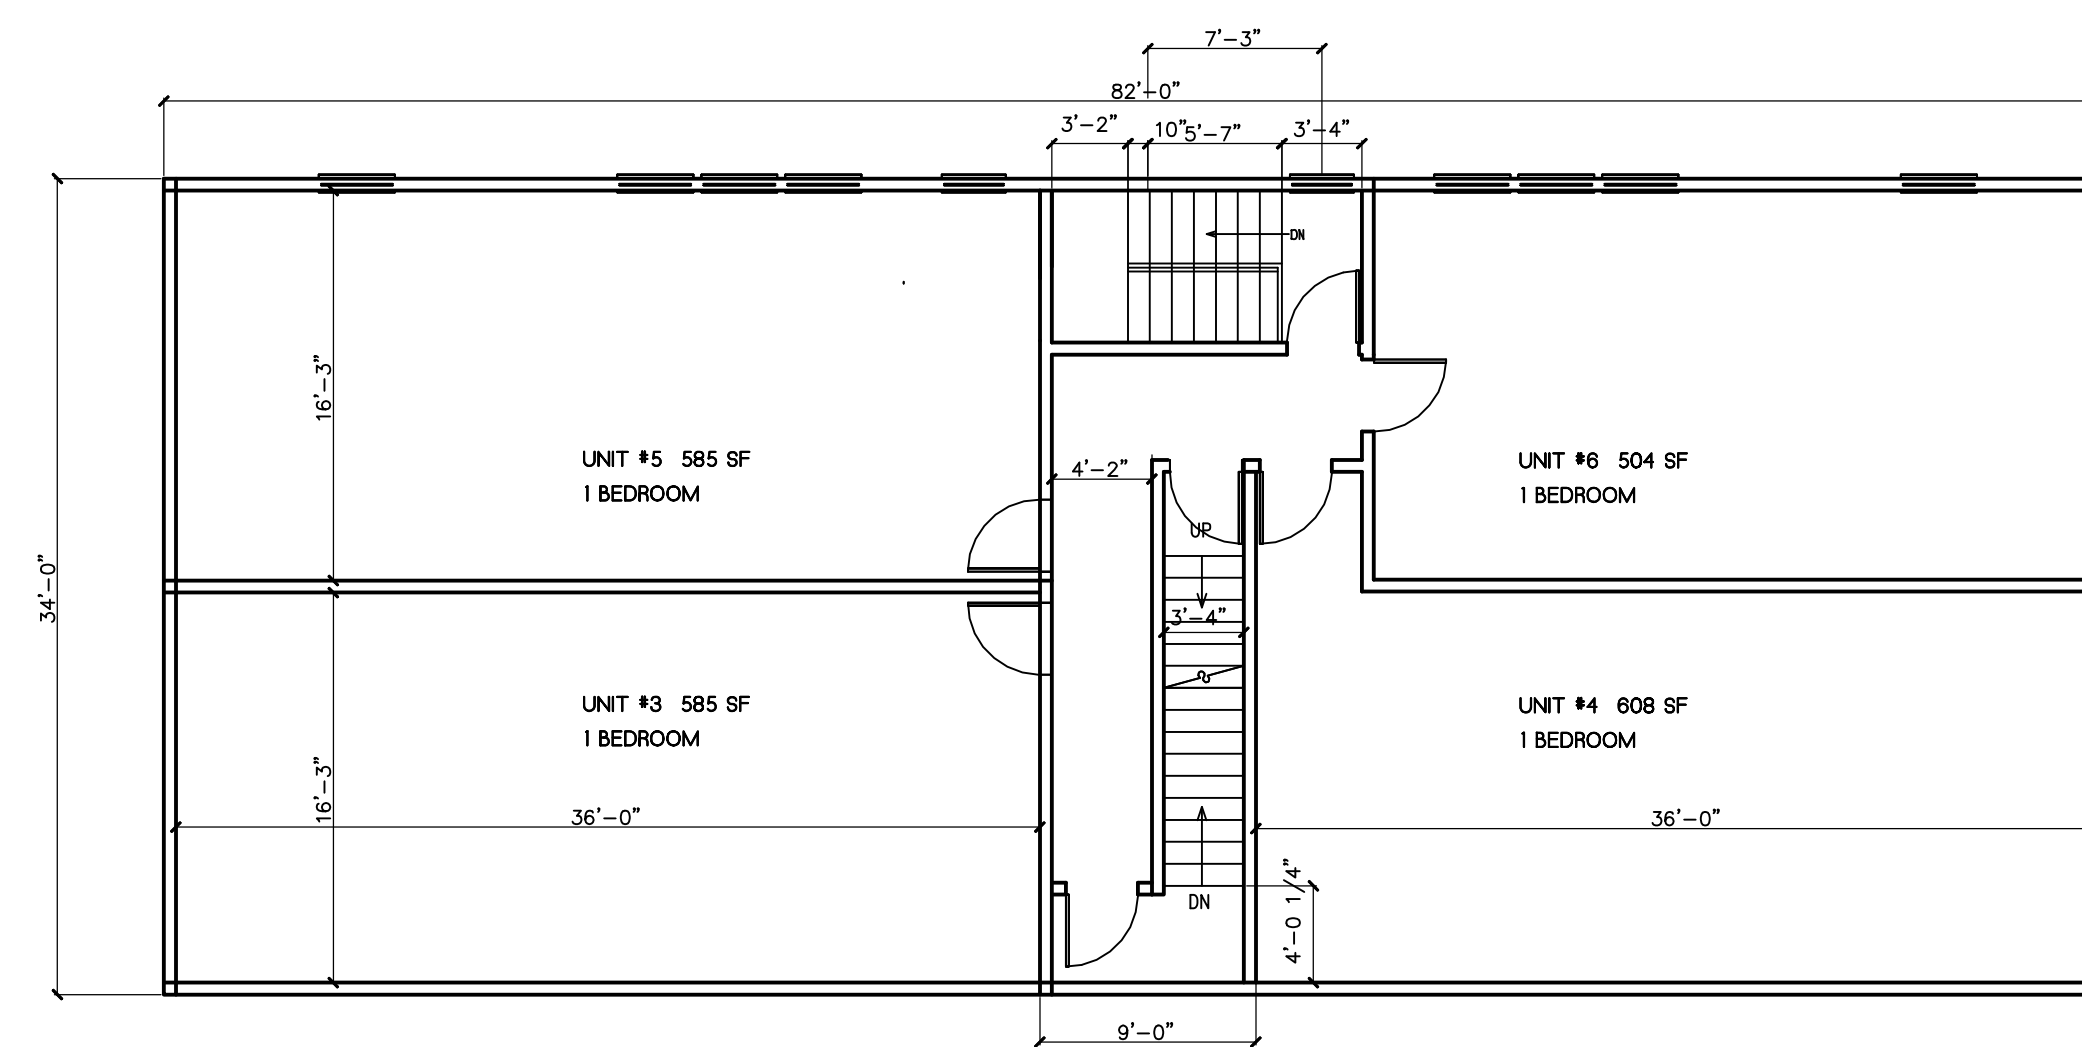 7'-3"
82'-0"
3'-2"
10"
5'-7"
3'-4"
DN
16'-3"
UNIT #5 585 SF
1 BEDROOM
4'-2"
UNIT #6 504 SF
1 BEDROOM
UP
34'-0"
3'-4"
UNIT #3 585 SF
1 BEDROOM
UNIT #4 608 SF
1 BEDROOM
16'-3"
36'-0"
36'-0"
DN
4'-0 1/4"
9'-0"